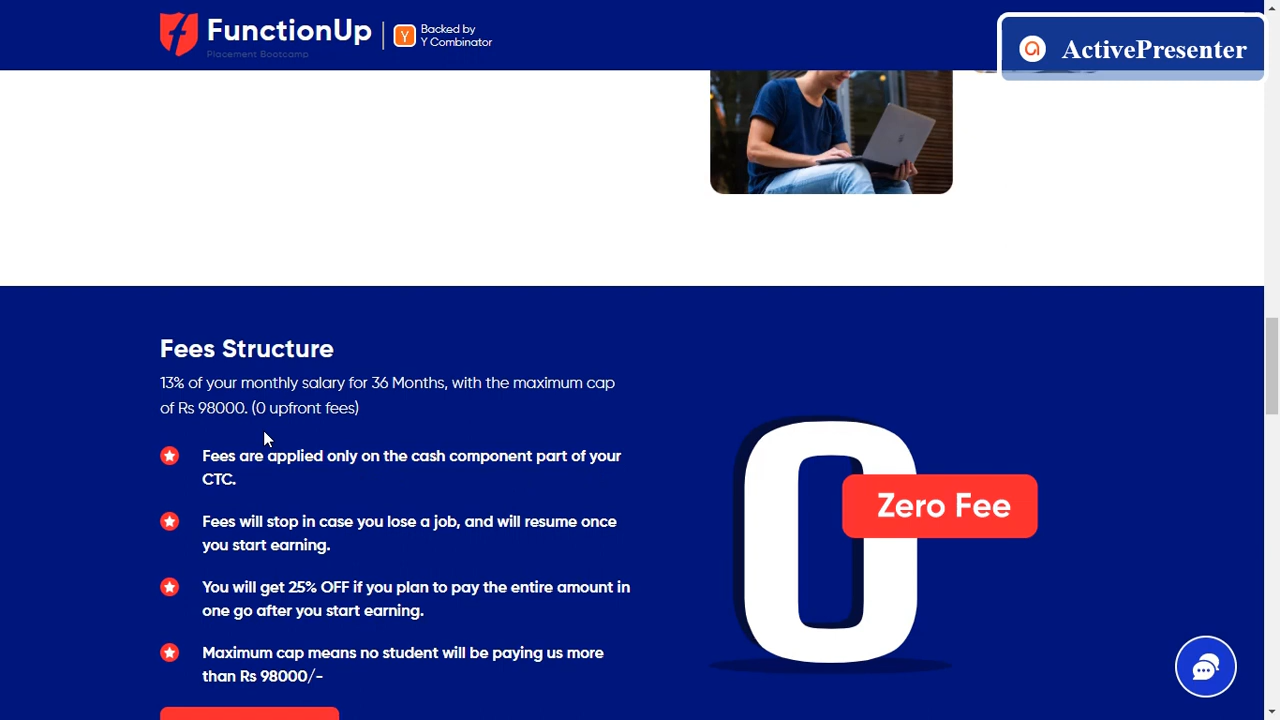 FunctionUp
Placement Bootcamp
Y
Backed by
Y Combinator
ActivePresenter
Fees Structure
13% of your monthly salary for 36 Months, with the maximum cap
of Rs 98000. (0 upfront fees)
Fees are applied only on the cash component part of your
CTC.
Fees will stop in case you lose a job, and will resume once
you start earning.
You will get 25% OFF if you plan to pay the entire amount in
one go after you start earning.
Maximum cap means no student will be paying us more
than Rs 98000/-
0
Zero Fee